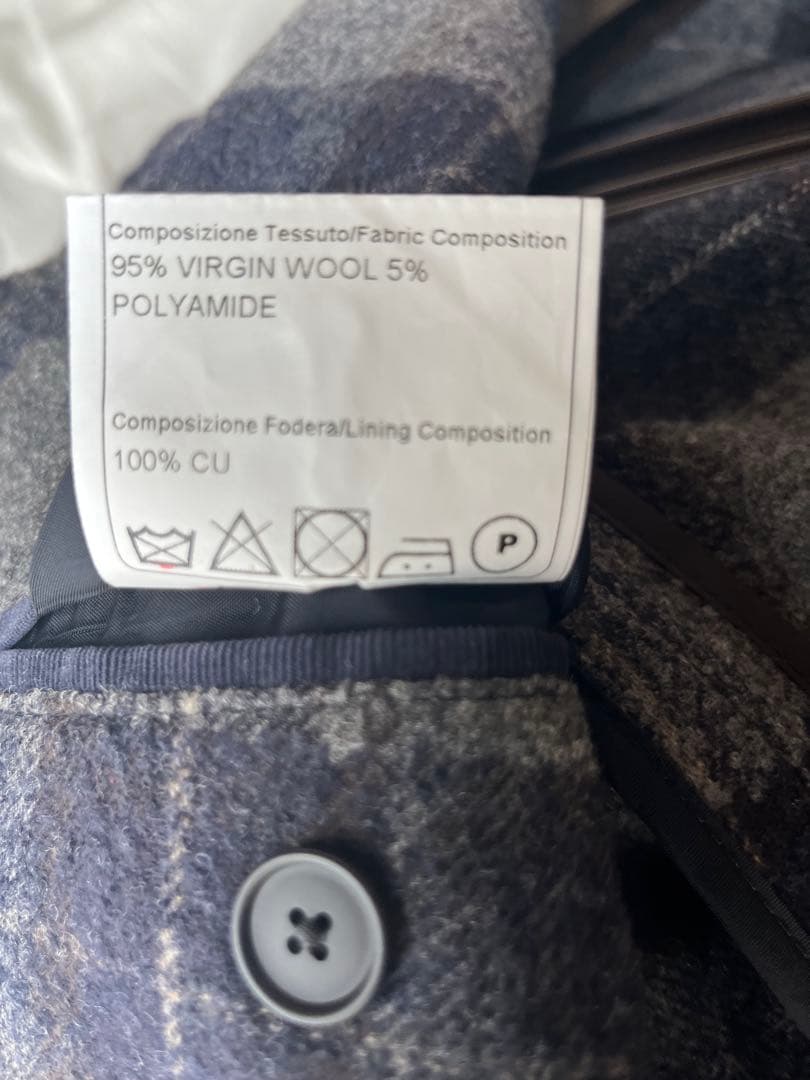 Composizione Tessuto/Fabric Composition
95% VIRGIN WOOL 5%
POLYAMIDE
Composizione Fodera/Lining Composition
100% CU
P